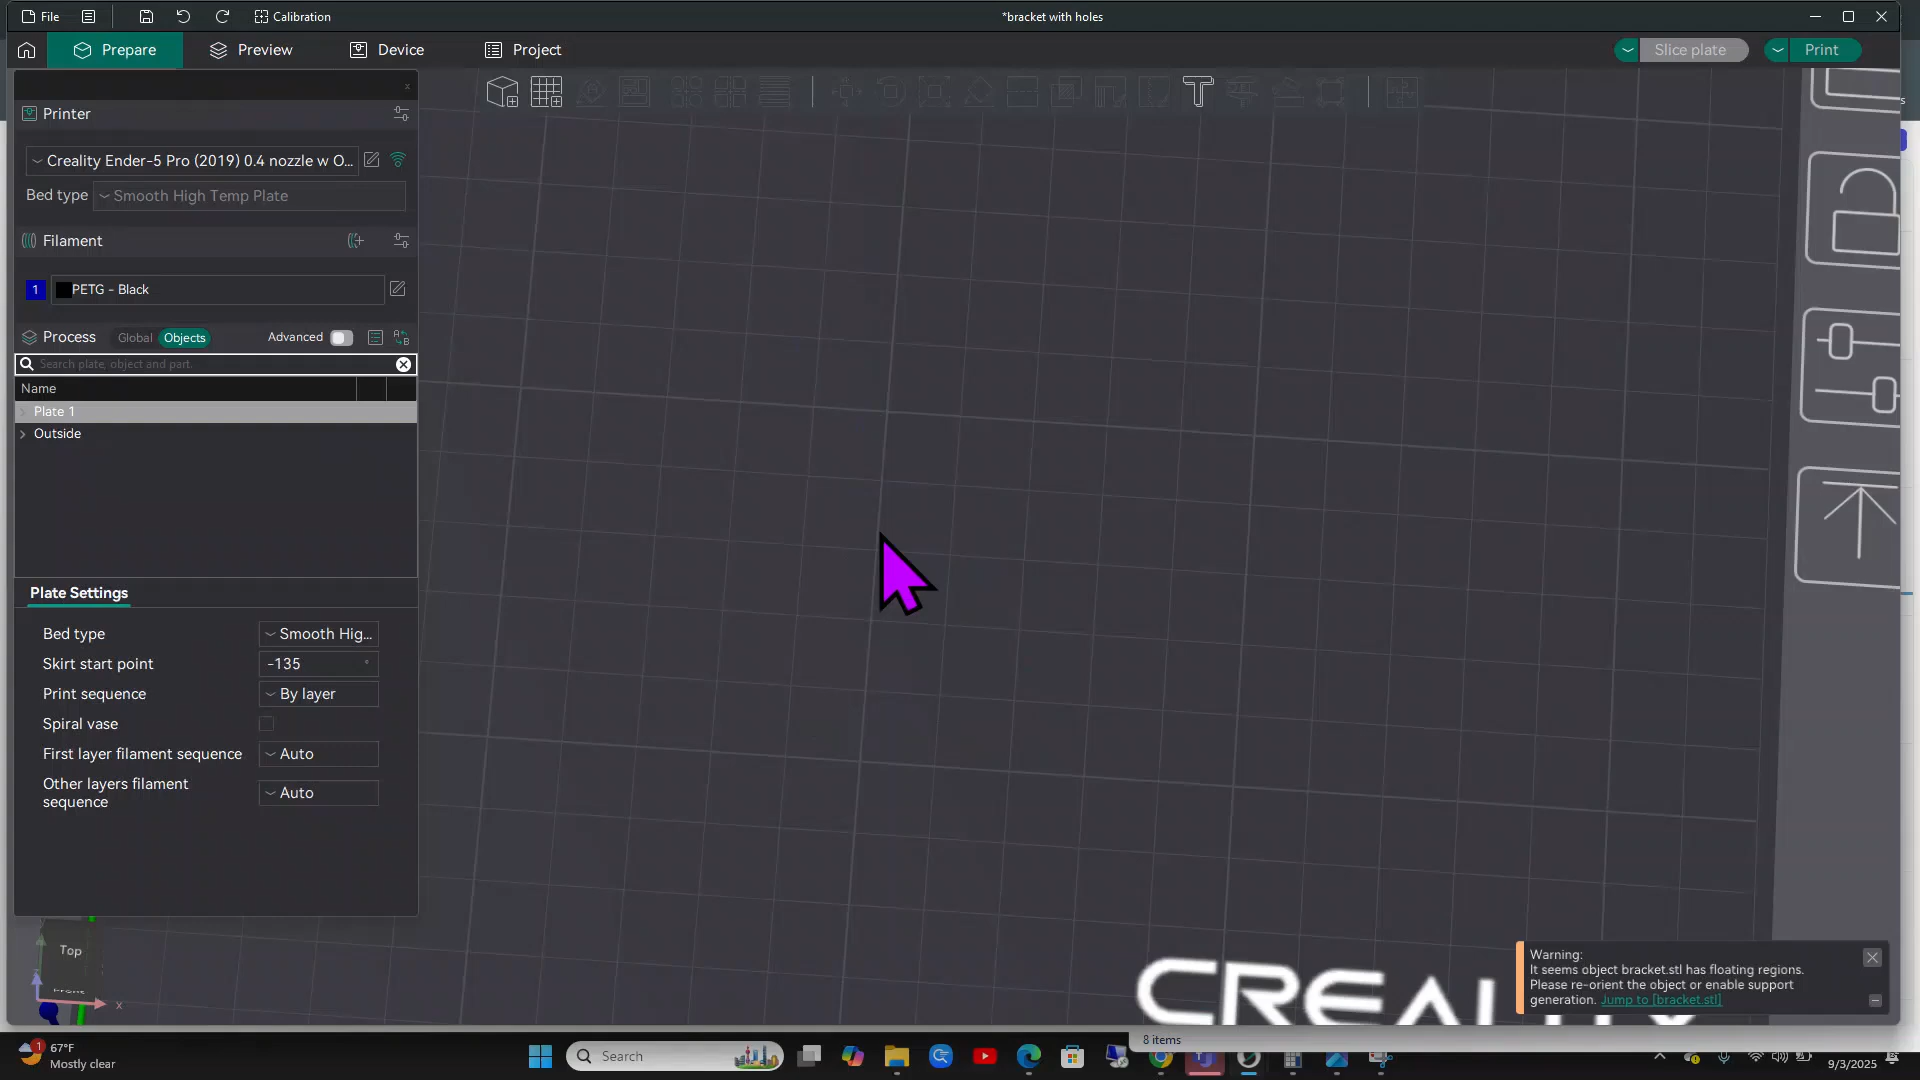 File
Calibration
*bracket with holes
Prepare
Preview
Device
Project
Slice plate
Print
Printer
Creality Ender-5 Pro (2019) 0.4 nozzle w O...
Bed type
Smooth High Temp Plate
Filament
1
PETG - Black
Process
Global
Objects
Advanced
Search plate, object and part.
Name
Plate 1
Outside
Plate Settings
Bed type
Smooth Hig...
Skirt start point
-135
°
Print sequence
By layer
Spiral vase
First layer filament sequence
Auto
Other layers filament
sequence
Auto
Top
x
Warning:
It seems object bracket.stl has floating regions.
Please re-orient the object or enable support
generation. Jump to [bracket.stl]
8 items
1
67°F
Mostly clear
Search
9/3/2025